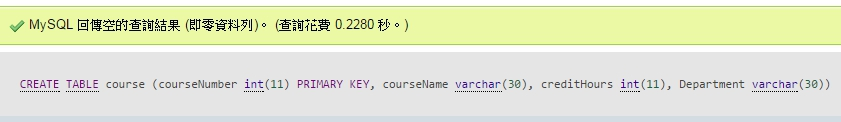 MySQL 回傳空的查詢結果 (即零資料列)。 (查詢花費 0.2280 秒。)
CREATE TABLE course (courseNumber int(11) PRIMARY KEY, courseName varchar(30), creditHours int(11), Department varchar(30))